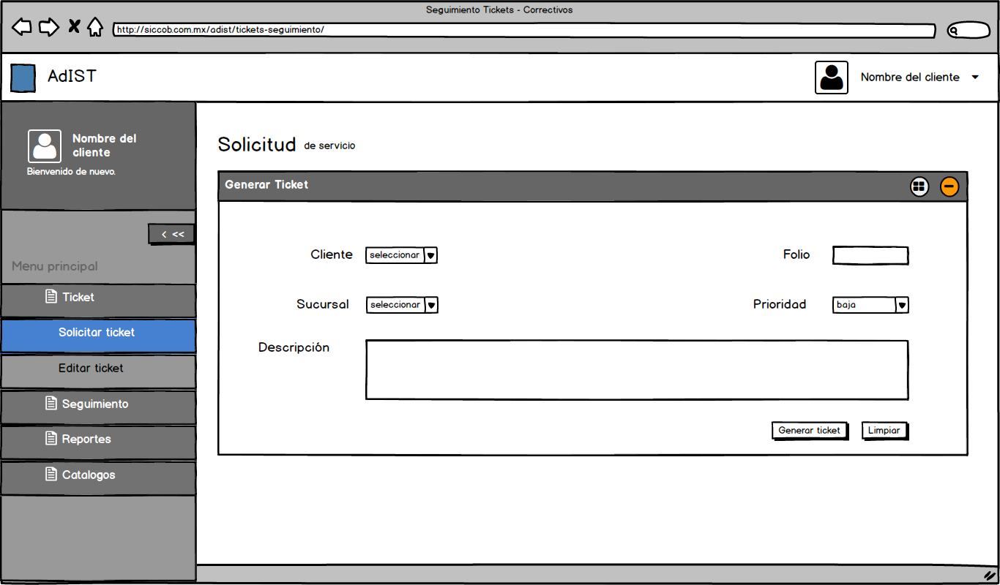 Seguimiento Tickets - Correctivos
http://siccob.com.mx/adist/tickets-seguimiento/
AdIST
Nombre del cliente
Nombre del
cliente
Bienvenido de nuevo.
< <<
Menu principal
Ticket
Solicitar ticket
Editar ticket
Seguimiento
Reportes
Catalogos
Solicitud de servicio
Generar Ticket
Cliente seleccionar Folio
Sucursal seleccionar Prioridad baja
Descripción
Generar ticket Limpiar